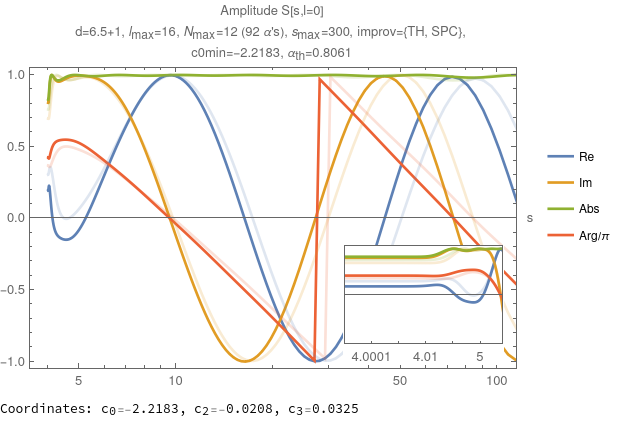 Amplitude S[s,l=0]
d=6.5+1, lmax=16, Nmax=12 (92 α's), smax=300, improv={TH, SPC},
c0min=−2.2183, αth=0.8061
1.0
0.5
0.0
−0.5
−1.0
5
10
50
100
s
4.0001
4.01
5
Re
Im
Abs
Arg/π
Coordinates: c0=-2.2183, c2=-0.0208, c3=0.0325